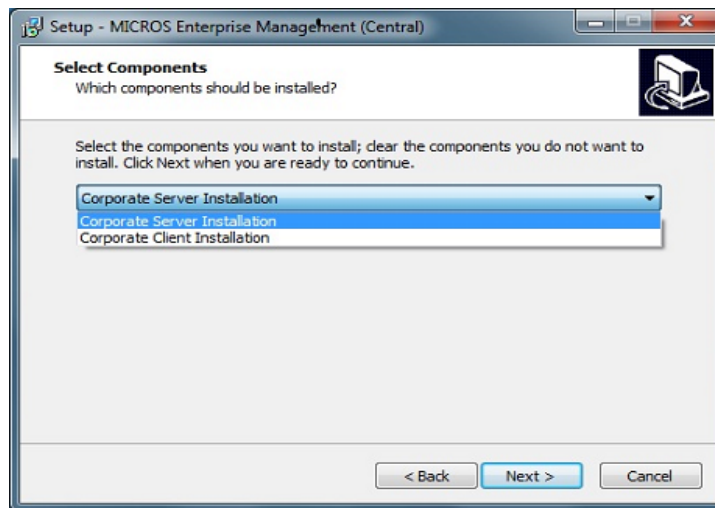 Setup - MICROS Enterprise Management (Central)
Select Components
Which components should be installed?
Select the components you want to install; clear the components you do not want to
install. Click Next when you are ready to continue.
Corporate Server Installation
Corporate Server Installation
Corporate Client Installation
< Back Next > Cancel